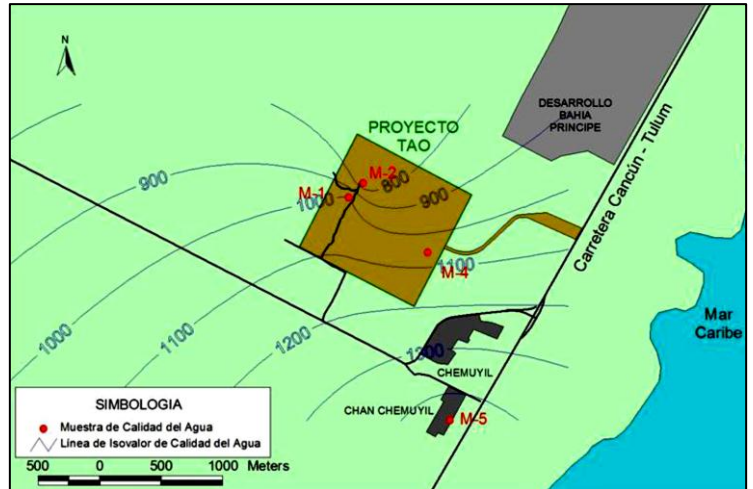 N
DESARROLLO
BAHIA
PRINCIPE
PROYECTO
TAO
M-2
M-1
800
900
900
1000
1100
M-4
Carretera Cancún - Tulum
Mar
Caribe
1000
1100
1200
1300
CHEMUYIL
CHAN CHEMUYIL
M-5
SIMBOLOGIA
Muestra de Calidad del Agua
Línea de Isovalor de Calidad del Agua
500 0 500 1000 Meters